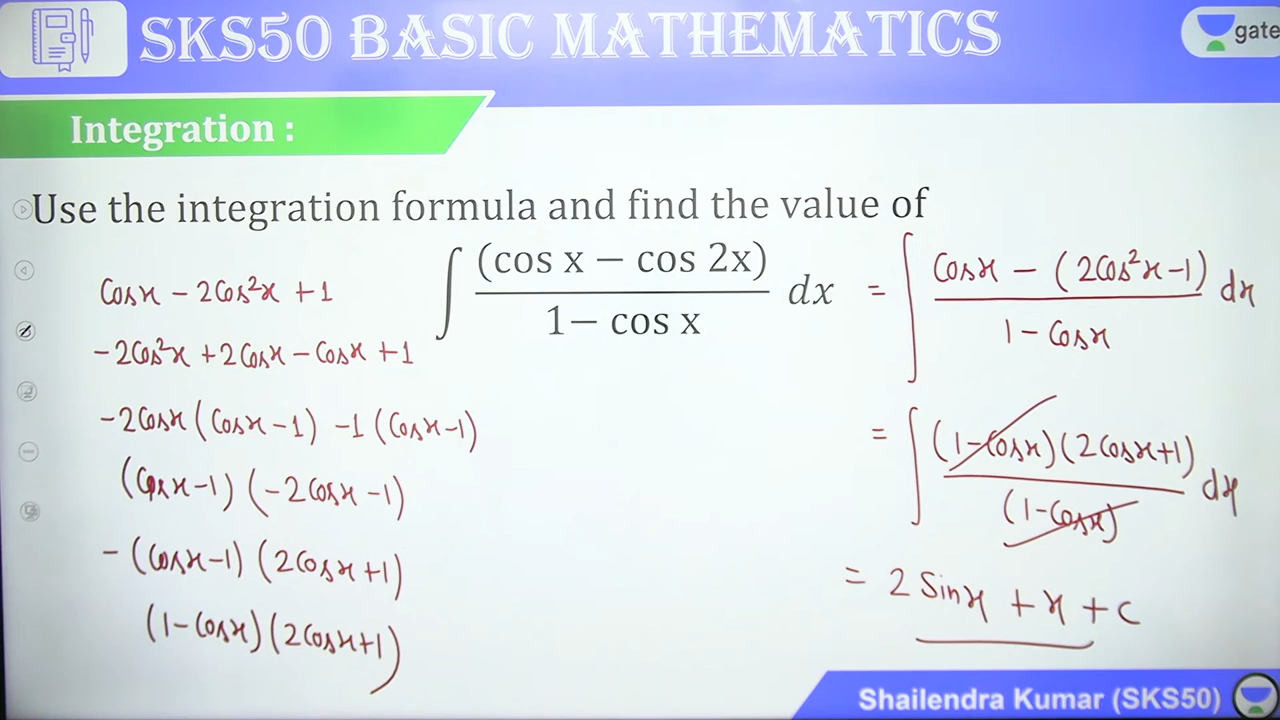 SKS50 BASIC MATHEMATICS
gate
Integration :
Use the integration formula and find the value of
∫ (cos x − cos 2x) / 1− cos x dx
= ∫ Cosx − (2Cos²x−1) / 1 − Cosx dx
= ∫ (1−Cosx)(2Cosx+1) / (1−Cosx) dx
= 2 Sinx + x + c
Cosx − 2Cos²x + 1
−2Cos²x + 2Cosx − Cosx + 1
−2Cosx (Cosx − 1) −1 (Cosx−1)
(Cosx−1) (−2Cosx −1)
− (Cosx−1) (2Cosx+1)
(1−Cosx)(2Cosx+1)
Shailendra Kumar (SKS50)